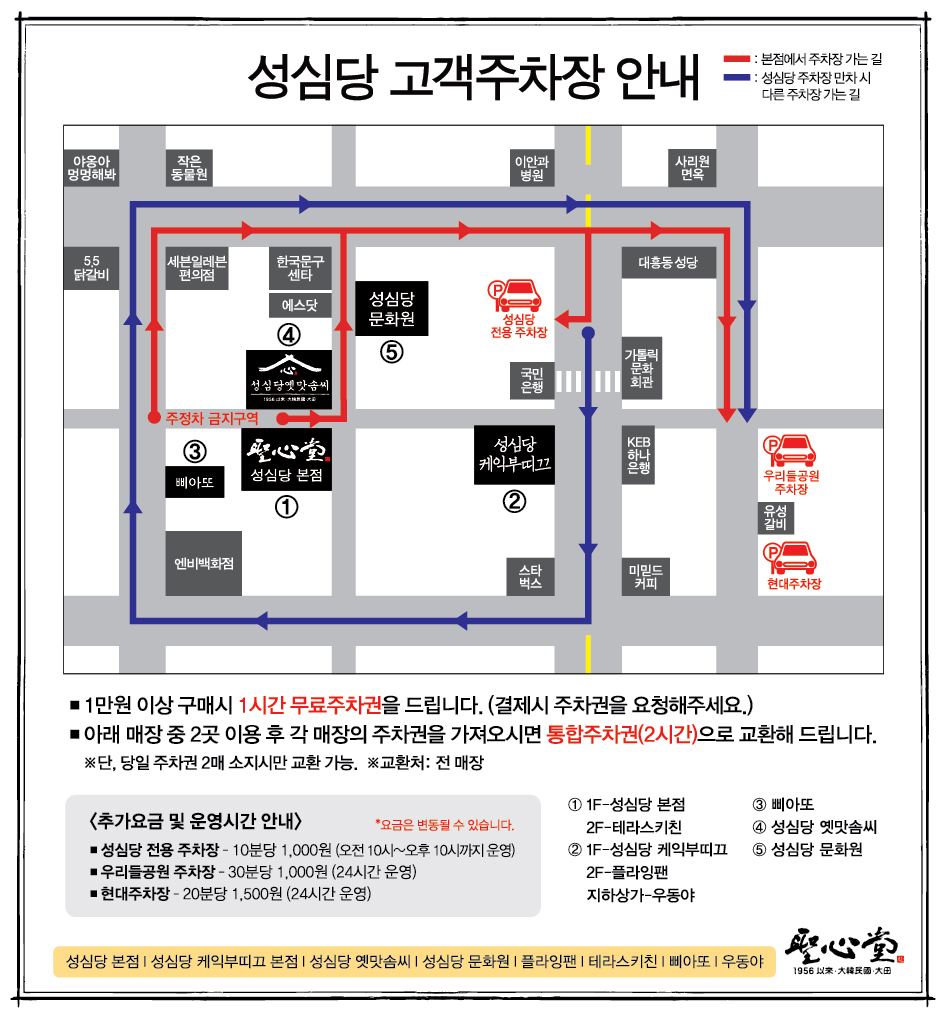 성심당 고객주차장 안내
: 본점에서 주차장 가는 길
: 성심당 주차장 만차 시
다른 주차장 가는 길
야옹아
멍멍해봐
작은
동물원
이안과
병원
사리원
면옥
5.5
닭갈비
세븐일레븐
편의점
한국문구
센타
에스닷
④
성심당
문화원
⑤
P
성심당
전용 주차장
대흥동 성당
국민
은행
가톨릭
문화
회관
心
성심당옛맛솜씨
1956 以來·大韓民國·大田
주정차 금지구역
③
삐아또
聖心堂
성심당 본점
①
성심당
케익부띠끄
②
KEB
하나
은행
P
우리들공원
주차장
유성
갈비
P
현대주차장
엔비백화점
스타
벅스
미밑드
커피
■ 1만원 이상 구매시 1시간 무료주차권을 드립니다. (결제시 주차권을 요청해주세요.)
■ 아래 매장 중 2곳 이용 후 각 매장의 주차권을 가져오시면 통합주차권(2시간)으로 교환해 드립니다.
※단, 당일 주차권 2매 소지시만 교환 가능. ※교환처: 전 매장
〈추가요금 및 운영시간 안내〉 *요금은 변동될 수 있습니다.
■ 성심당 전용 주차장 - 10분당 1,000원 (오전 10시~오후 10시까지 운영)
■ 우리들공원 주차장 - 30분당 1,000원 (24시간 운영)
■ 현대주차장 - 20분당 1,500원 (24시간 운영)
① 1F-성심당 본점
2F-테라스키친
② 1F-성심당 케익부띠끄
2F-플라잉팬
지하상가-우동야
③ 삐아또
④ 성심당 옛맛솜씨
⑤ 성심당 문화원
성심당 본점 l 성심당 케익부띠끄 본점 l 성심당 옛맛솜씨 l 성심당 문화원 l 플라잉팬 l 테라스키친 l 삐아또 l 우동야
聖心堂
1956 以來·大韓民國·大田